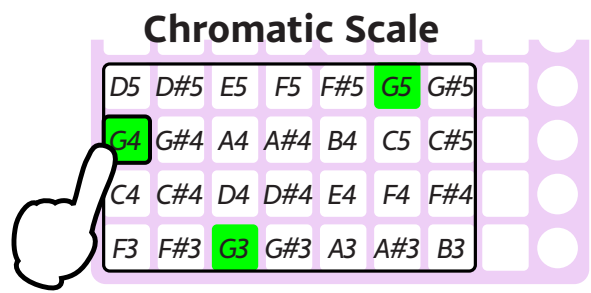 Chromatic Scale
D5 D#5 E5 F5 F#5 G5 G#5
G4 G#4 A4 A#4 B4 C5 C#5
C4 C#4 D4 D#4 E4 F4 F#4
F3 F#3 G3 G#3 A3 A#3 B3